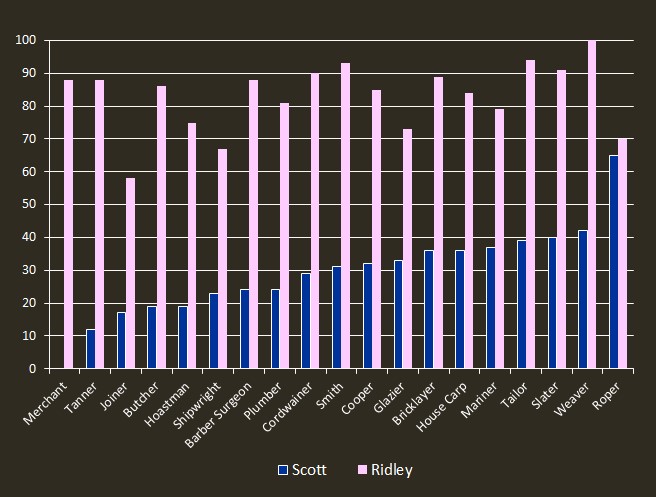 100
90
80
70
60
50
40
30
20
10
0
Merchant
Tanner
Joiner
Butcher
Hoastman
Shipwright
Barber Surgeon
Plumber
Cordwainer
Smith
Cooper
Glazier
Bricklayer
House Carp
Mariner
Tailor
Slater
Weaver
Roper
Scott Ridley